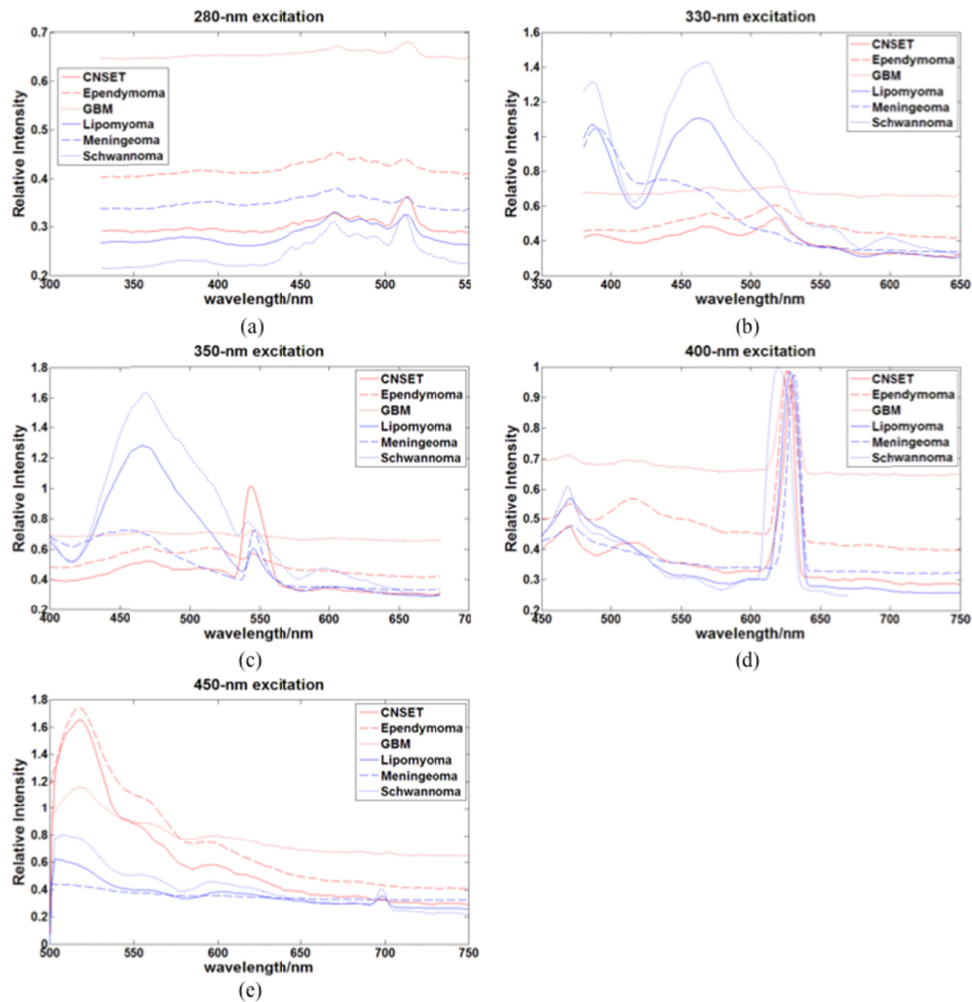 280-nm excitation
Relative Intensity
0.7
0.6
0.5
0.4
0.3
0.2
CNSET
Ependymoma
GBM
Lipomyoma
Meningeoma
Schwannoma
300 350 400 450 500 55
wavelength/nm
(a)
330-nm excitation
Relative Intensity
1.6
1.4
1.2
1
0.8
0.6
0.4
0.2
CNSET
Ependymoma
GBM
Lipomyoma
Meningeoma
Schwannoma
350 400 450 500 550 600 650
wavelength/nm
(b)
350-nm excitation
Relative Intensity
1.8
1.6
1.4
1.2
1
0.8
0.6
0.4
0.2
CNSET
Ependymoma
GBM
Lipomyoma
Meningeoma
Schwannoma
400 450 500 550 600 650 70
wavelength/nm
(c)
400-nm excitation
Relative Intensity
1
0.9
0.8
0.7
0.6
0.5
0.4
0.3
0.2
CNSET
Ependymoma
GBM
Lipomyoma
Meningeoma
Schwannoma
450 500 550 600 650 700 750
wavelength/nm
(d)
450-nm excitation
Relative Intensity
1.8
1.6
1.4
1.2
1
0.8
0.6
0.4
0.2
0
CNSET
Ependymoma
GBM
Lipomyoma
Meningeoma
Schwannoma
500 550 600 650 700 750
wavelength/nm
(e)